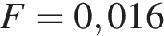 F = 0,016